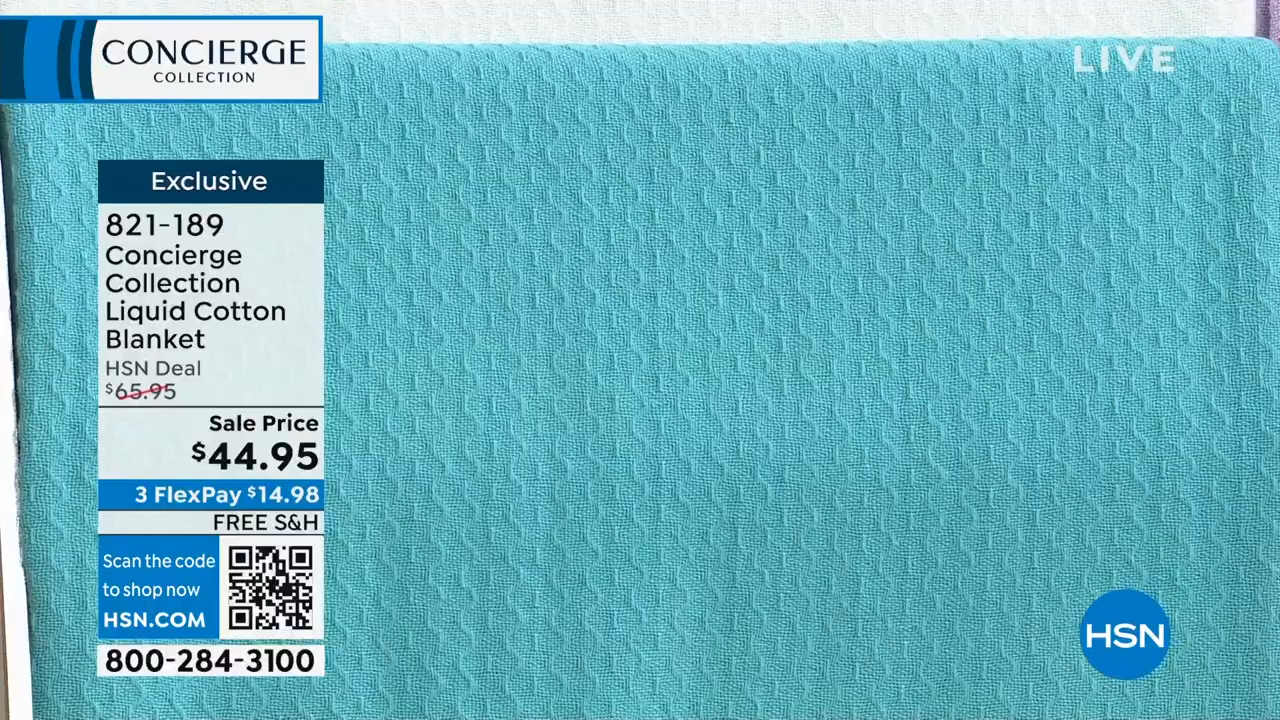 CONCIERGE
COLLECTION
LIVE
Exclusive
821-189
Concierge
Collection
Liquid Cotton
Blanket
HSN Deal
$65.95
Sale Price
$44.95
3 FlexPay $14.98
FREE S&H
Scan the code
to shop now
HSN.COM
800-284-3100
HSN